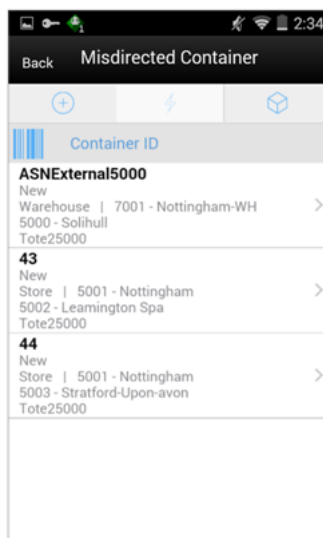 1
2:34
Back
Misdirected Container
Container ID
ASNExternal5000
New
Warehouse | 7001 - Nottingham-WH
5000 - Solihull
Tote25000
43
New
Store | 5001 - Nottingham
5002 - Leamington Spa
Tote25000
44
New
Store | 5001 - Nottingham
5003 - Stratford-Upon-avon
Tote25000